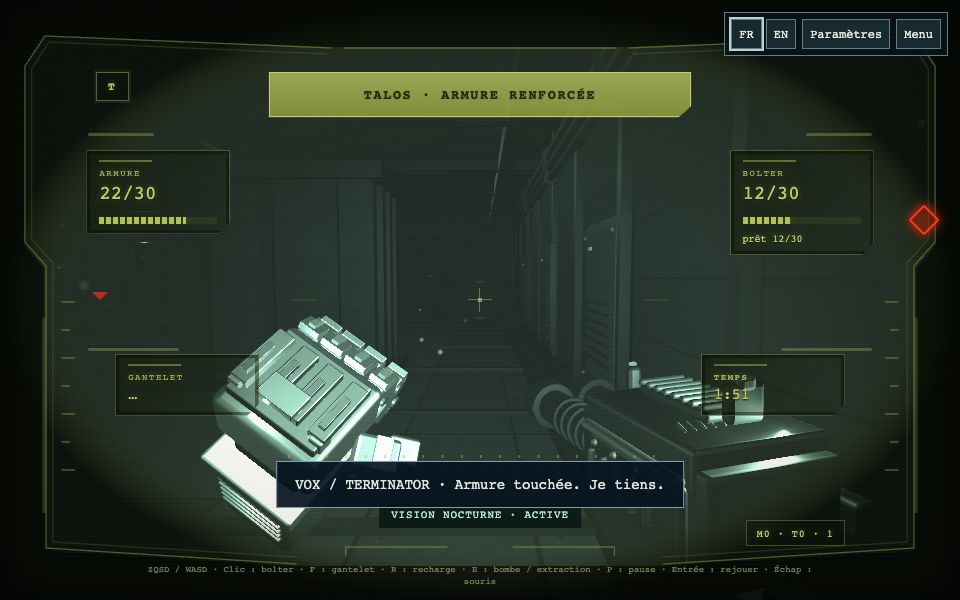 FR EN Paramètres Menu
T
TALOS · ARMURE RENFORCÉE
ARMURE
22/30
BOLTER
12/30
prêt 12/30
GANTELET
…
TEMPS
1:51
VOX / TERMINATOR · Armure touchée. Je tiens.
VISION NOCTURNE · ACTIVE
M0 · T0 · 1
ZQSD / WASD · Clic : bolter · F : gantelet · R : recharge · E : bombe / extraction · P : pause · Entrée : rejouer · Échap :
souris